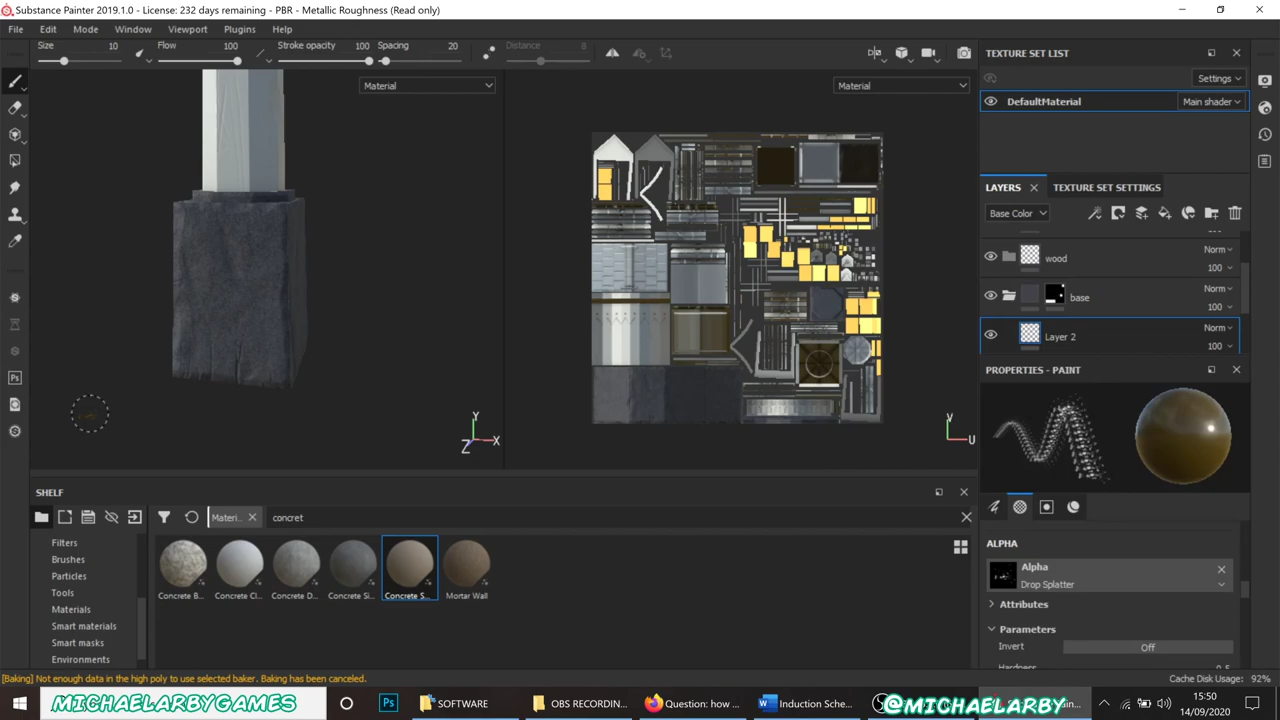 Substance Painter 2019.1.0 - License: 232 days remaining - PBR - Metallic Roughness (Read only)
File Edit Mode Window Viewport Plugins Help
Size 10 Flow 100 Stroke opacity 100 Spacing 20 Distance 8
Material
Material
Y
Z X
V
U
TEXTURE SET LIST
Settings
DefaultMaterial Main shader
LAYERS TEXTURE SET SETTINGS
Base Color
wood Norm 100
base Norm 100
Layer 2 Norm 100
PROPERTIES - PAINT
ALPHA
Alpha
Drop Splatter
Attributes
Parameters
Invert Off
SHELF
Materi... concret
Filters
Brushes
Particles
Tools
Materials
Smart materials
Smart masks
Environments
Concrete B... Concrete Cl... Concrete D... Concrete Si... Concrete S... Mortar Wall
[Baking] Not enough data in the high poly to use selected baker. Baking has been canceled.
Cache Disk Usage: 92%
MICHAELARBYGAMES
Ps
SOFTWARE
OBS RECORDING...
Question: how ...
Induction Sche...
@MICHAELARBY
15:50
14/09/2020